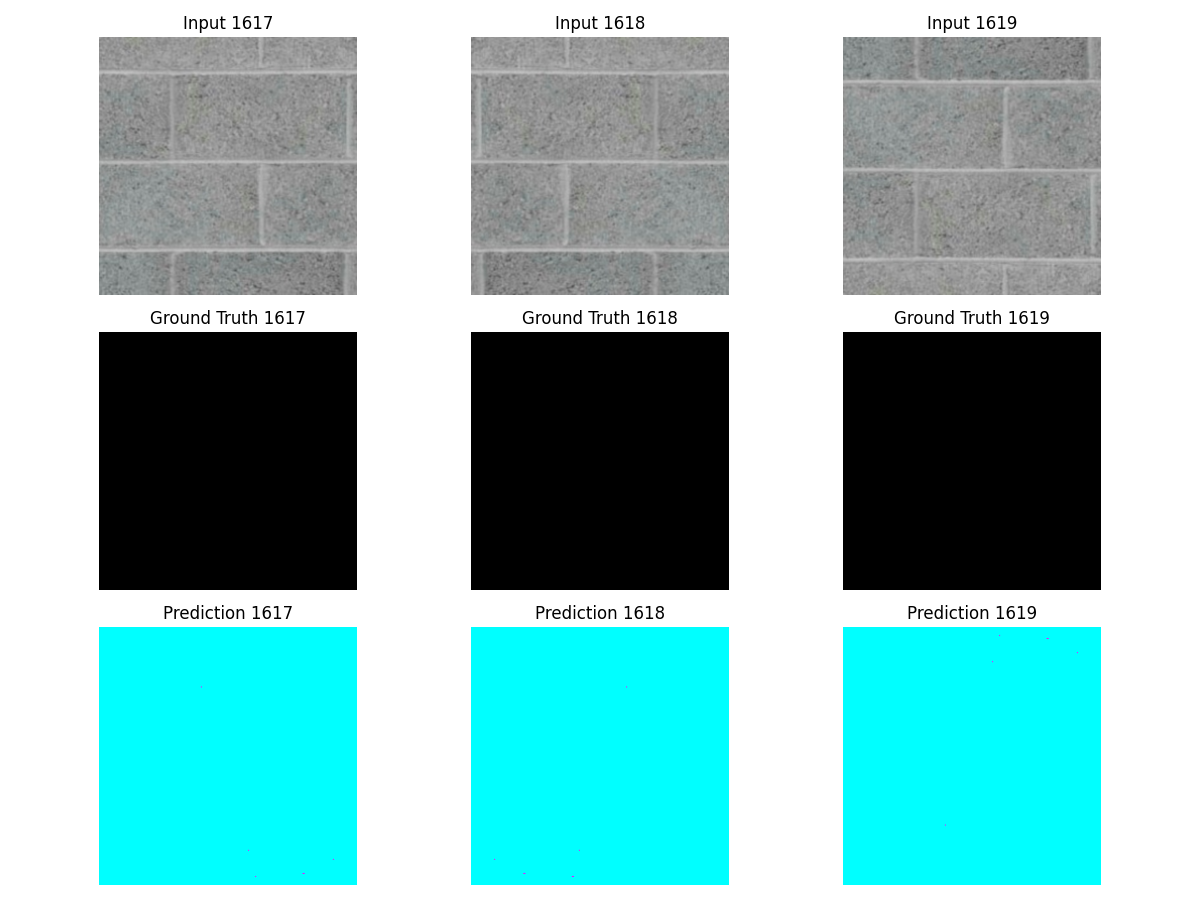 Input 1617
Input 1618
Input 1619
Ground Truth 1617
Ground Truth 1618
Ground Truth 1619
Prediction 1617
Prediction 1618
Prediction 1619